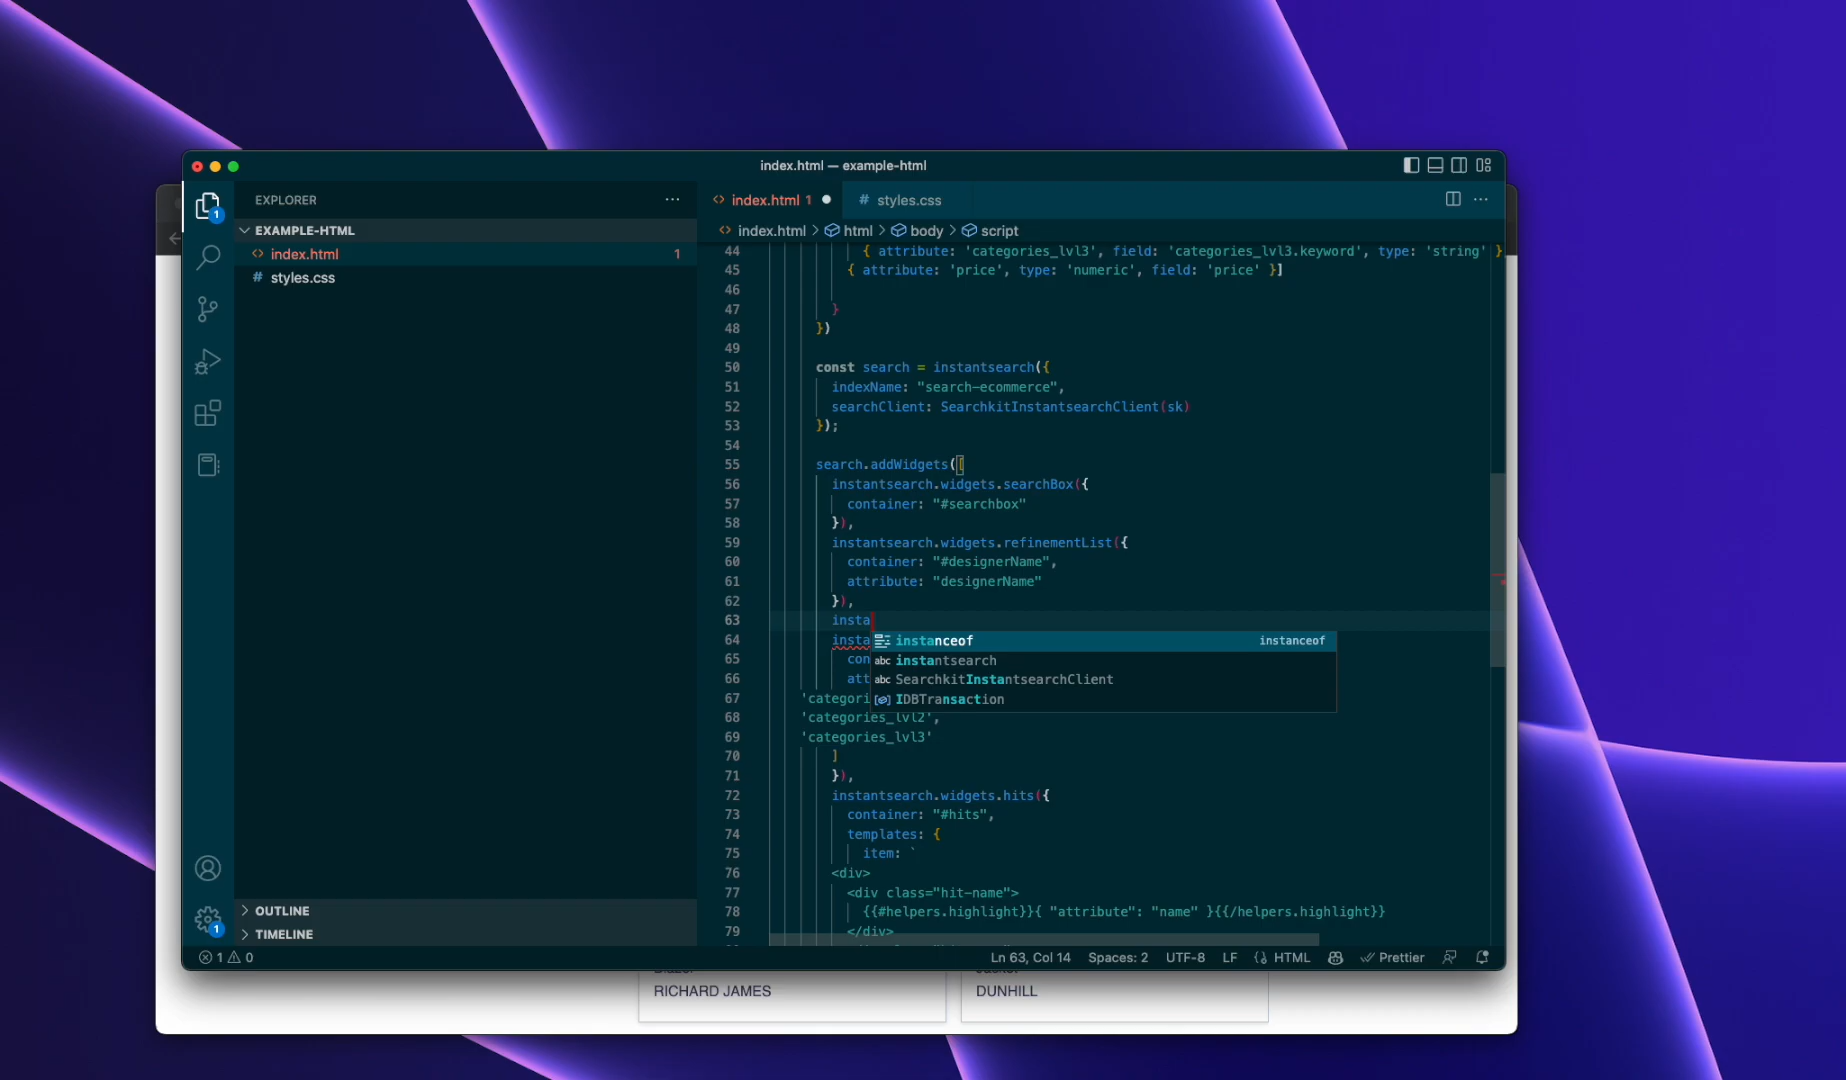 index.html — example-html
EXPLORER
EXAMPLE-HTML
index.html 1
styles.css
OUTLINE
TIMELINE
index.html 1
styles.css
index.html > html > body > script
44 { attribute: 'categories_lvl3', field: 'categories_lvl3.keyword', type: 'string' }
45 { attribute: 'price', type: 'numeric', field: 'price' }]
46
47 }
48 })
49
50 const search = instantsearch({
51 indexName: "search-ecommerce",
52 searchClient: SearchkitInstantsearchClient(sk)
53 });
54
55 search.addWidgets([
56 instantsearch.widgets.searchBox({
57 container: "#searchbox"
58 }),
59 instantsearch.widgets.refinementList({
60 container: "#designerName",
61 attribute: "designerName"
62 }),
63 insta
64 insta
65 con
66 att
67 'categori
68 'categories_lvl2',
69 'categories_lvl3'
70 ]
71 }),
72 instantsearch.widgets.hits({
73 container: "#hits",
74 templates: {
75 item: `
76 <div>
77 <div class="hit-name">
78 {{#helpers.highlight}}{ "attribute": "name" }{{/helpers.highlight}}
79 </div>
instanceof instanceof
abc instantsearch
abc SearchkitInstantsearchClient
IDBTransaction
1 0
Ln 63, Col 14 Spaces: 2 UTF-8 LF {} HTML Prettier
RICHARD JAMES
DUNHILL